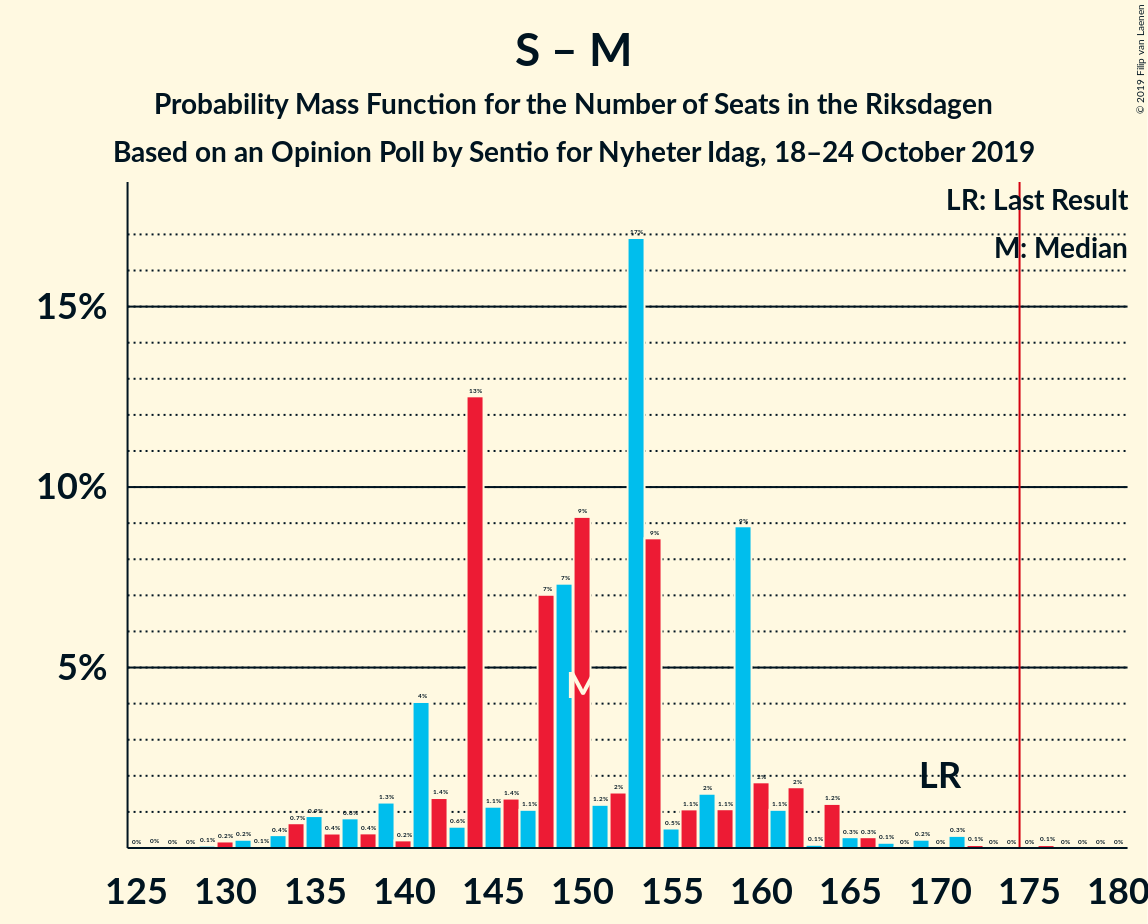 S – M
Probability Mass Function for the Number of Seats in the Riksdagen
Based on an Opinion Poll by Sentio for Nyheter Idag, 18–24 October 2019
© 2019 Filip van Laenen
LR: Last Result
M: Median
15%
10%
5%
0% 0% 0% 0% 0.1% 0.2% 0.2% 0.1% 0.4% 0.7% 0.9% 0.4% 0.8% 0.4% 1.3% 0.2% 4% 1.4% 0.6% 13% 1.1% 1.4% 1.1% 7% 7% 9% 1.2% 2% 17% 9% 0.5% 1.1% 2% 1.1% 9% 2% 1.1% 2% 0.1% 1.2% 0.3% 0.3% 0.1% 0% 0.2% 0% 0.3% 0.1% 0% 0% 0% 0.1% 0% 0% 0% 0%
M
LR
125 130 135 140 145 150 155 160 165 170 175 180